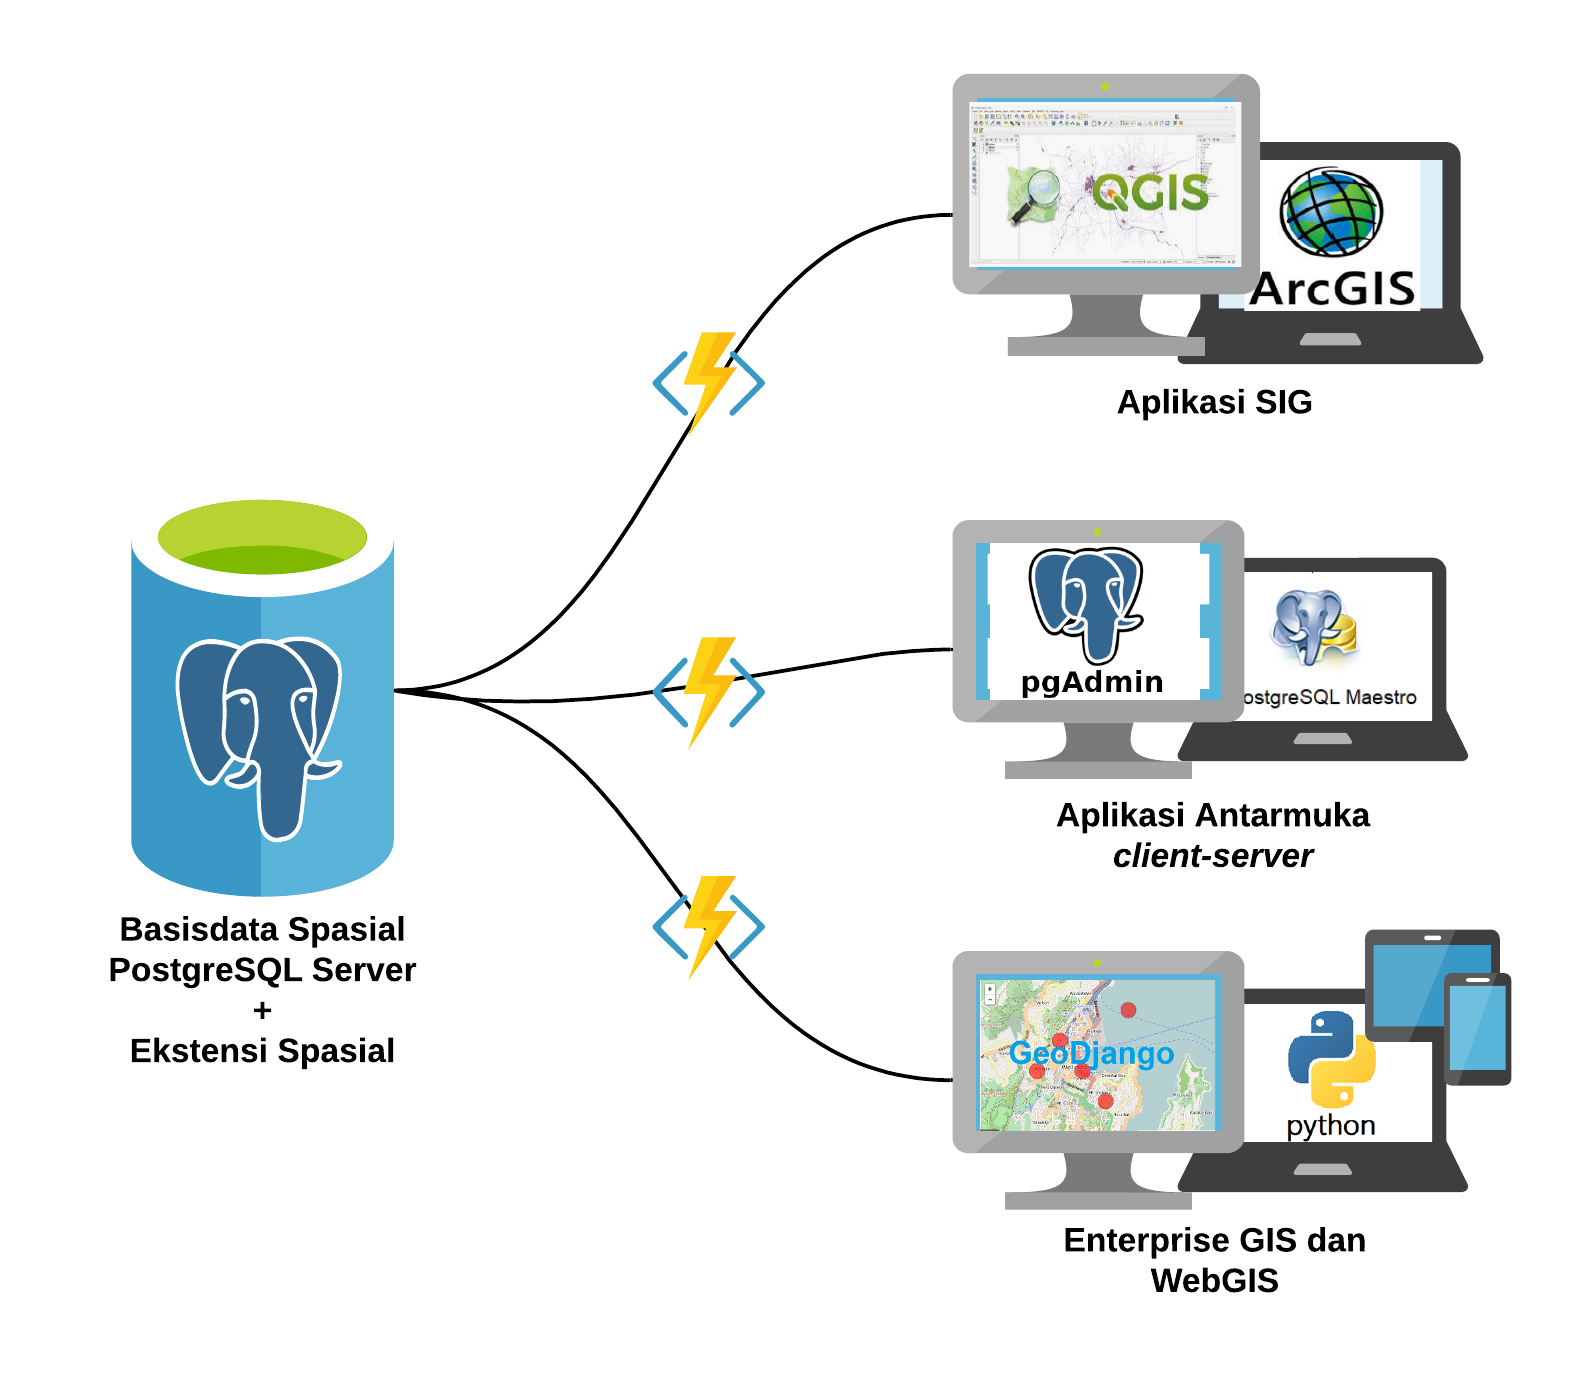 QGIS
ArcGIS
Aplikasi SIG
pgAdmin
ostgreSQL Maestro
Aplikasi Antarmuka
client-server
Basisdata Spasial
PostgreSQL Server
+
Ekstensi Spasial
GeoDjango
python
Enterprise GIS dan
WebGIS